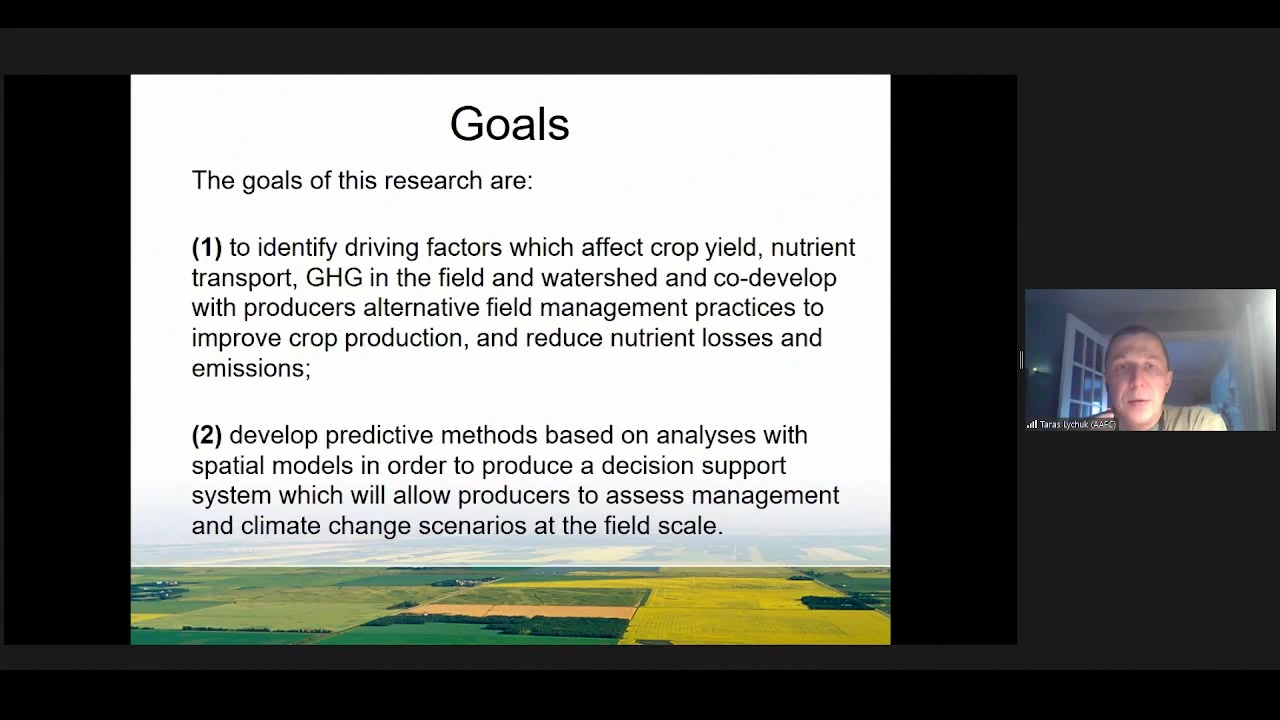 Goals
The goals of this research are:
(1) to identify driving factors which affect crop yield, nutrient
transport, GHG in the field and watershed and co-develop
with producers alternative field management practices to
improve crop production, and reduce nutrient losses and
emissions;
(2) develop predictive methods based on analyses with
spatial models in order to produce a decision support
system which will allow producers to assess management
and climate change scenarios at the field scale.
Taras Lychuk (AAFC)